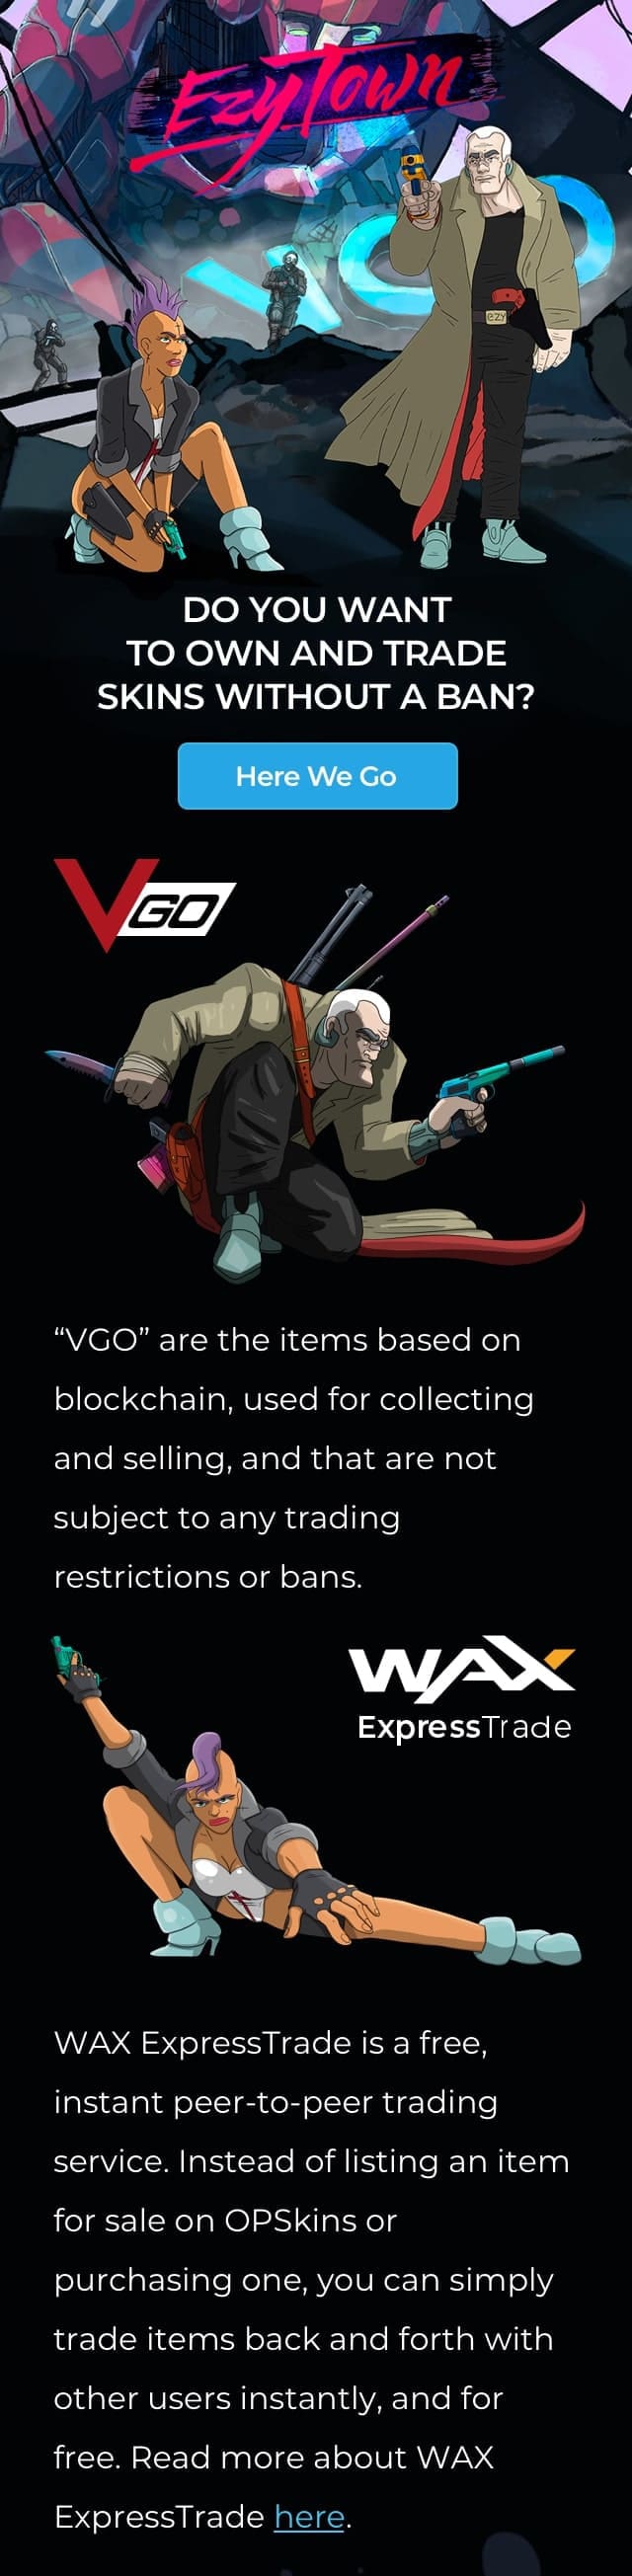 EzyTown
VGO
ezy
DO YOU WANT
TO OWN AND TRADE
SKINS WITHOUT A BAN?
Here We Go
VGO
“VGO” are the items based on
blockchain, used for collecting
and selling, and that are not
subject to any trading
restrictions or bans.
WAX
ExpressTrade
WAX ExpressTrade is a free,
instant peer-to-peer trading
service. Instead of listing an item
for sale on OPSkins or
purchasing one, you can simply
trade items back and forth with
other users instantly, and for
free. Read more about WAX
ExpressTrade here.